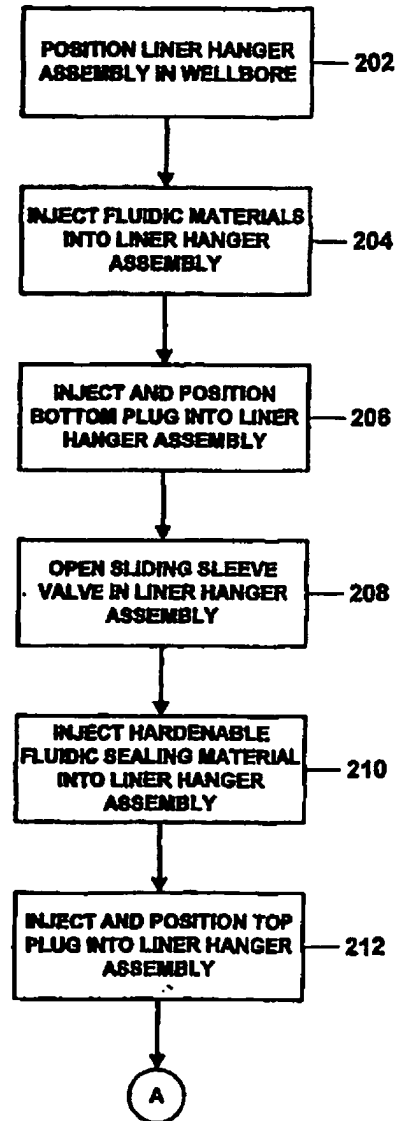 POSITION LINER HANGER
ASSEMBLY IN WELLBORE
202
INJECT FLUIDIC MATERIALS
INTO LINER HANGER
ASSEMBLY
204
INJECT AND POSITION
BOTTOM PLUG INTO LINER
HANGER ASSEMBLY
206
OPEN SLIDING SLEEVE
VALVE IN LINER HANGER
ASSEMBLY
208
INJECT HARDENABLE
FLUIDIC SEALING MATERIAL
INTO LINER HANGER
ASSEMBLY
210
INJECT AND POSITION TOP
PLUG INTO LINER HANGER
ASSEMBLY
212
A